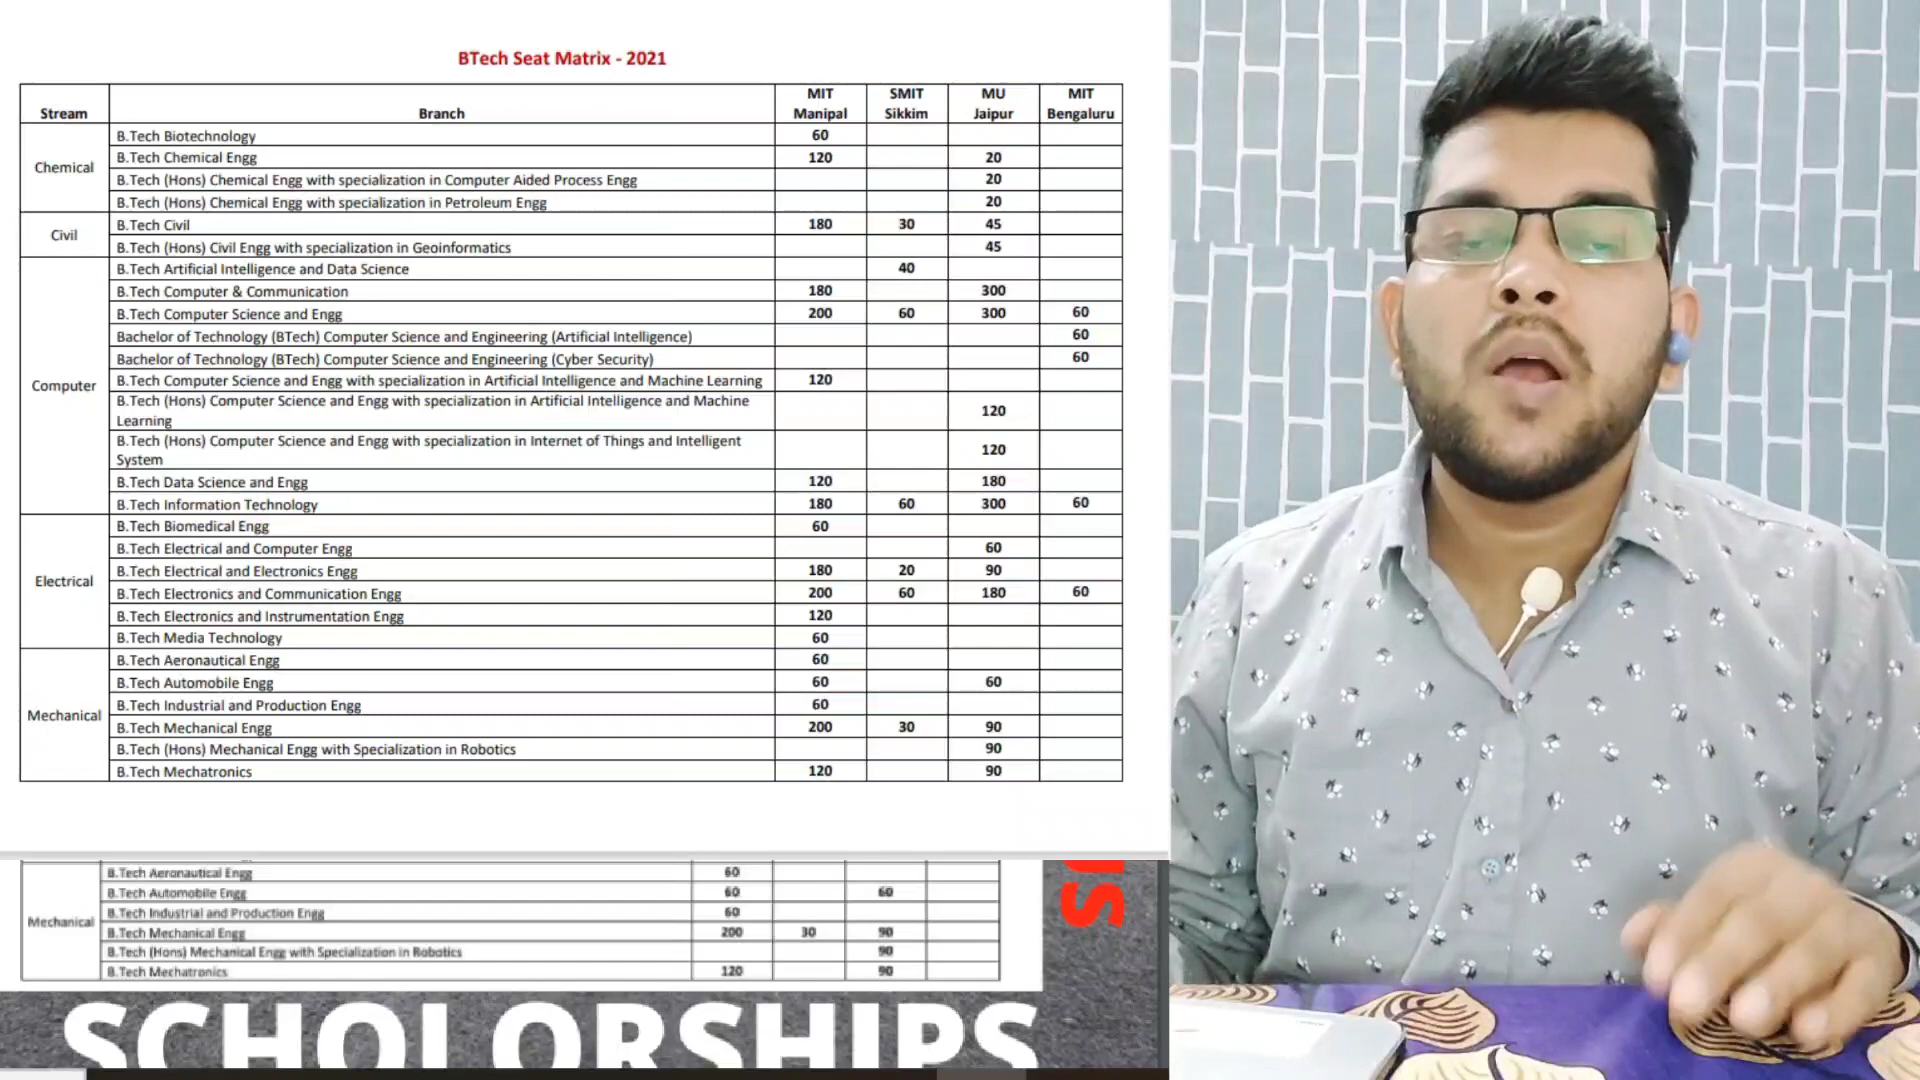 BTech Seat Matrix - 2021
Stream Branch MIT Manipal SMIT Sikkim MU Jaipur MIT Bengaluru
Chemical
B.Tech Biotechnology 60
B.Tech Chemical Engg 120 20
B.Tech (Hons) Chemical Engg with specialization in Computer Aided Process Engg 20
B.Tech (Hons) Chemical Engg with specialization in Petroleum Engg 20
Civil
B.Tech Civil 180 30 45
B.Tech (Hons) Civil Engg with specialization in Geoinformatics 45
Computer
B.Tech Artificial Intelligence and Data Science 40
B.Tech Computer & Communication 180 300
B.Tech Computer Science and Engg 200 60 300 60
Bachelor of Technology (BTech) Computer Science and Engineering (Artificial Intelligence) 60
Bachelor of Technology (BTech) Computer Science and Engineering (Cyber Security) 60
B.Tech Computer Science and Engg with specialization in Artificial Intelligence and Machine Learning 120
B.Tech (Hons) Computer Science and Engg with specialization in Artificial Intelligence and Machine
Learning 120
B.Tech (Hons) Computer Science and Engg with specialization in Internet of Things and Intelligent
System 120
B.Tech Data Science and Engg 120 180
B.Tech Information Technology 180 60 300 60
Electrical
B.Tech Biomedical Engg 60
B.Tech Electrical and Computer Engg 60
B.Tech Electrical and Electronics Engg 180 20 90
B.Tech Electronics and Communication Engg 200 60 180 60
B.Tech Electronics and Instrumentation Engg 120
B.Tech Media Technology 60
Mechanical
B.Tech Aeronautical Engg 60
B.Tech Automobile Engg 60 60
B.Tech Industrial and Production Engg 60
B.Tech Mechanical Engg 200 30 90
B.Tech (Hons) Mechanical Engg with Specialization in Robotics 90
B.Tech Mechatronics 120 90
Mechanical
B.Tech Aeronautical Engg 60
B.Tech Automobile Engg 60 60
B.Tech Industrial and Production Engg 60
B.Tech Mechanical Engg 200 30 90
B.Tech (Hons) Mechanical Engg with Specialization in Robotics 90
B.Tech Mechatronics 120 90
SCHOLORSHIPS